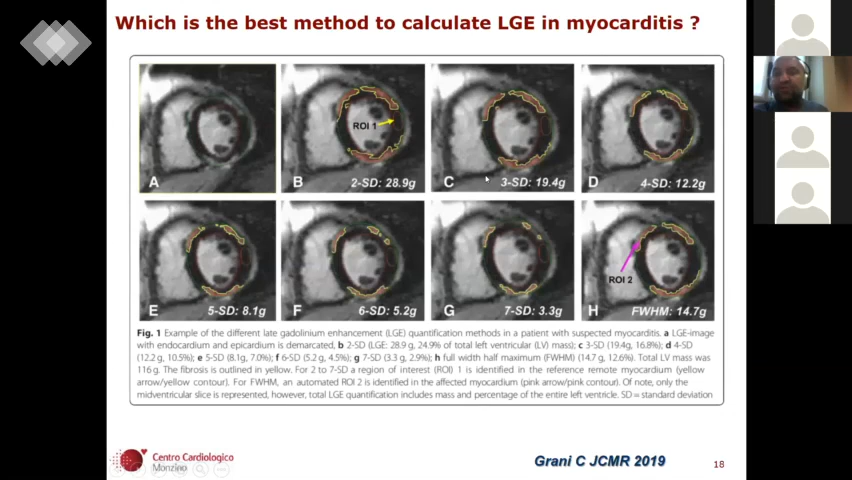 Which is the best method to calculate LGE in myocarditis ?
ROI 1
A
B
2-SD: 28.9g
C
3-SD: 19.4g
D
4-SD: 12.2g
E
5-SD: 8.1g
F
6-SD: 5.2g
G
7-SD: 3.3g
ROI 2
H
FWHM: 14.7g
Fig. 1 Example of the different late gadolinium enhancement (LGE) quantification methods in a patient with suspected myocarditis. a LGE-image
with endocardium and epicardium is demarcated, b 2-SD (LGE: 28.9 g, 24.9% of total left ventricular (LV) mass); c 3-SD (19.4g, 16.8%); d 4-SD
(12.2 g, 10.5%); e 5-SD (8.1g, 7.0%); f 6-SD (5.2 g, 4.5%); g 7-SD (3.3 g, 2.9%); h full width half maximum (FWHM) (14.7 g, 12.6%). Total LV mass was
116 g. The fibrosis is outlined in yellow. For 2 to 7-SD a region of interest (ROI) 1 is identified in the reference remote myocardium (yellow
arrow/yellow contour). For FWHM, an automated ROI 2 is identified in the affected myocardium (pink arrow/pink contour). Of note, only the
midventricular slice is represented, however, total LGE quantification includes mass and percentage of the entire left ventricle. SD = standard deviation
Centro Cardiologico
Monzino
Grani C JCMR 2019
18